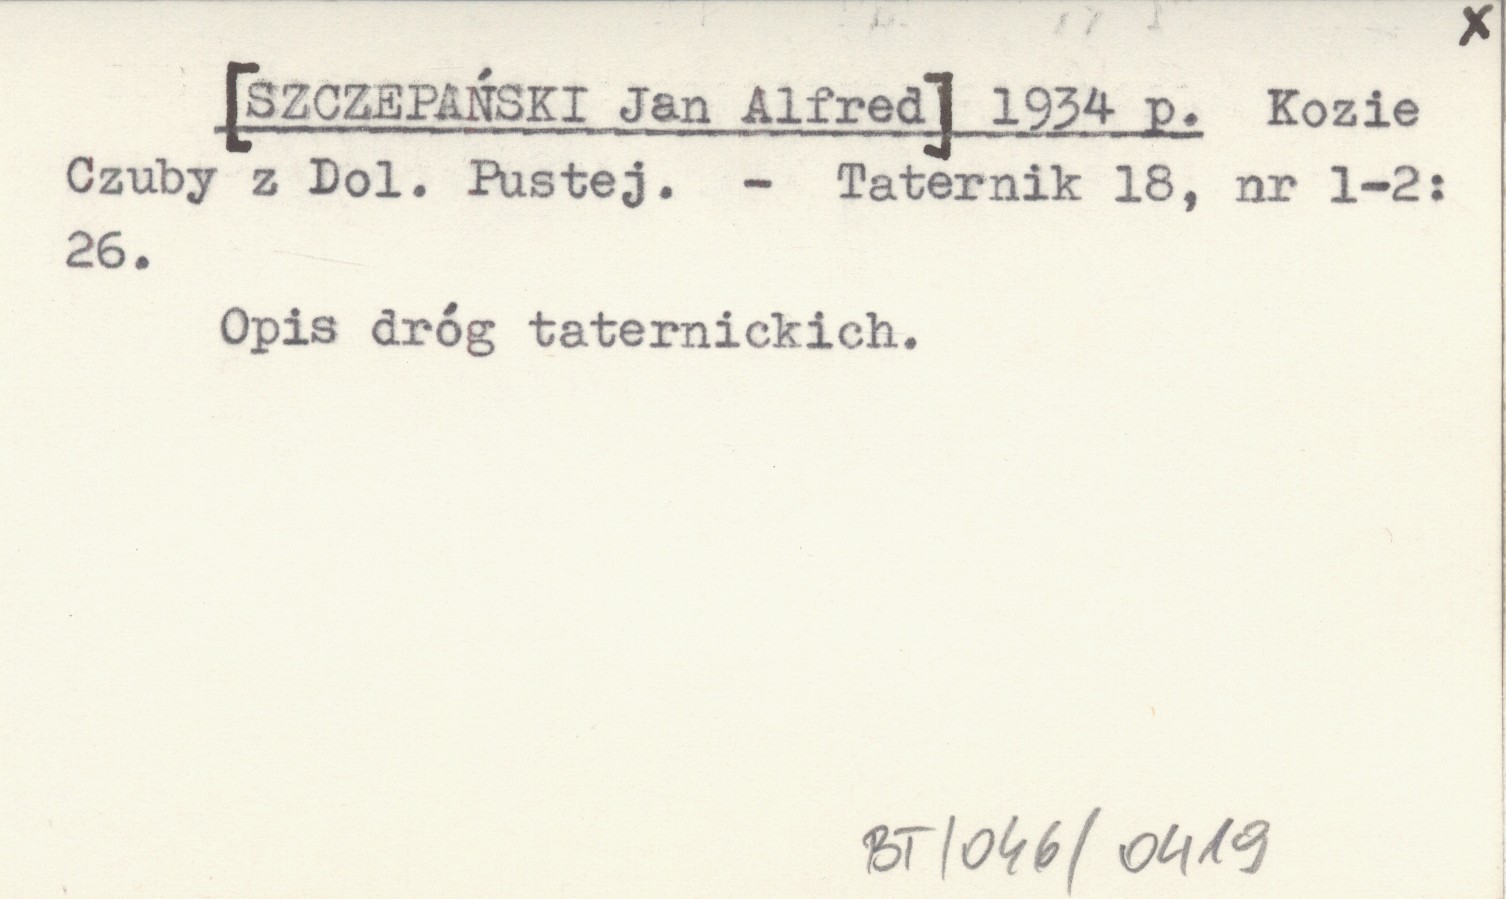 x
[SZCZEPAŃSKI Jan Alfred] 1934 p. Kozie
Czuby z Dol. Pustej. - Taternik 18, nr 1-2:
26.
Opis dróg taternickich.
BT/046/0419